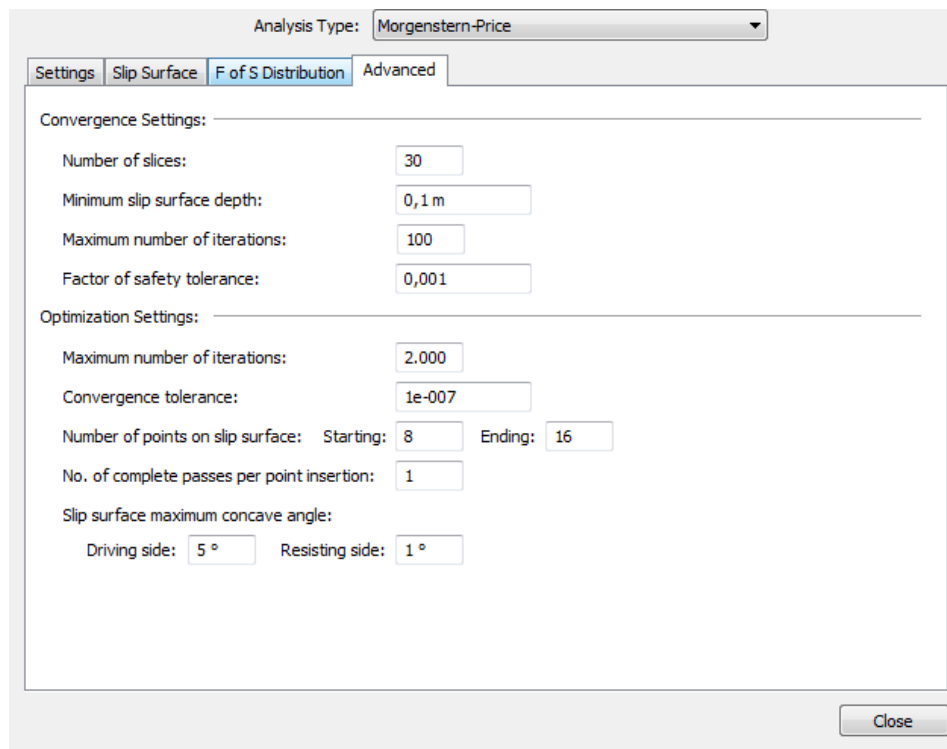 Analysis Type: Morgenstern-Price
Settings Slip Surface F of S Distribution Advanced
Convergence Settings:
Number of slices: 30
Minimum slip surface depth: 0,1 m
Maximum number of iterations: 100
Factor of safety tolerance: 0,001
Optimization Settings:
Maximum number of iterations: 2.000
Convergence tolerance: 1e-007
Number of points on slip surface: Starting: 8 Ending: 16
No. of complete passes per point insertion: 1
Slip surface maximum concave angle:
Driving side: 5 ° Resisting side: 1 °
Close